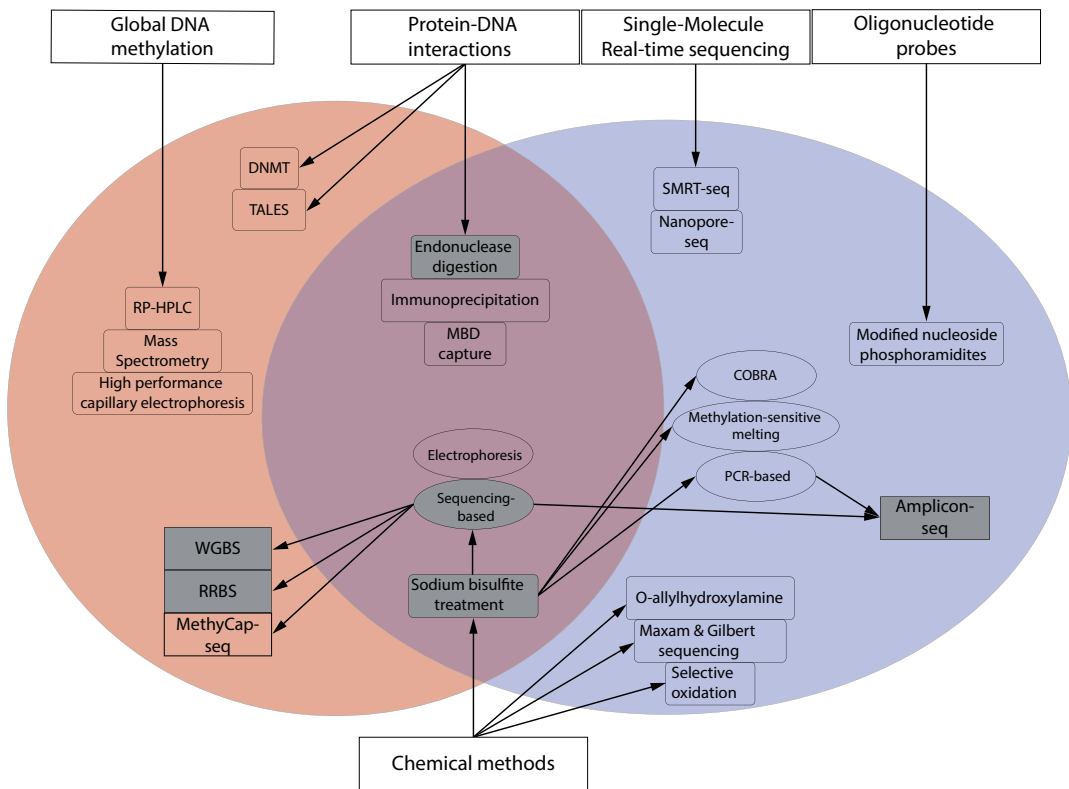 Global DNA
methylation
Protein-DNA
interactions
Single-Molecule
Real-time sequencing
Oligonucleotide
probes
DNMT
TALES
SMRT-seq
Nanopore-
seq
Endonuclease
digestion
Immunoprecipitation
MBD
capture
RP-HPLC
Mass
Spectrometry
High performance
capillary electrophoresis
Modified nucleoside
phosphoramidites
COBRA
Methylation-sensitive
melting
PCR-based
Electrophoresis
Sequencing-
based
Amplicon-
seq
WGBS
RRBS
MethyCap-
seq
Sodium bisulfite
treatment
O-allylhydroxylamine
Maxam & Gilbert
sequencing
Selective
oxidation
Chemical methods